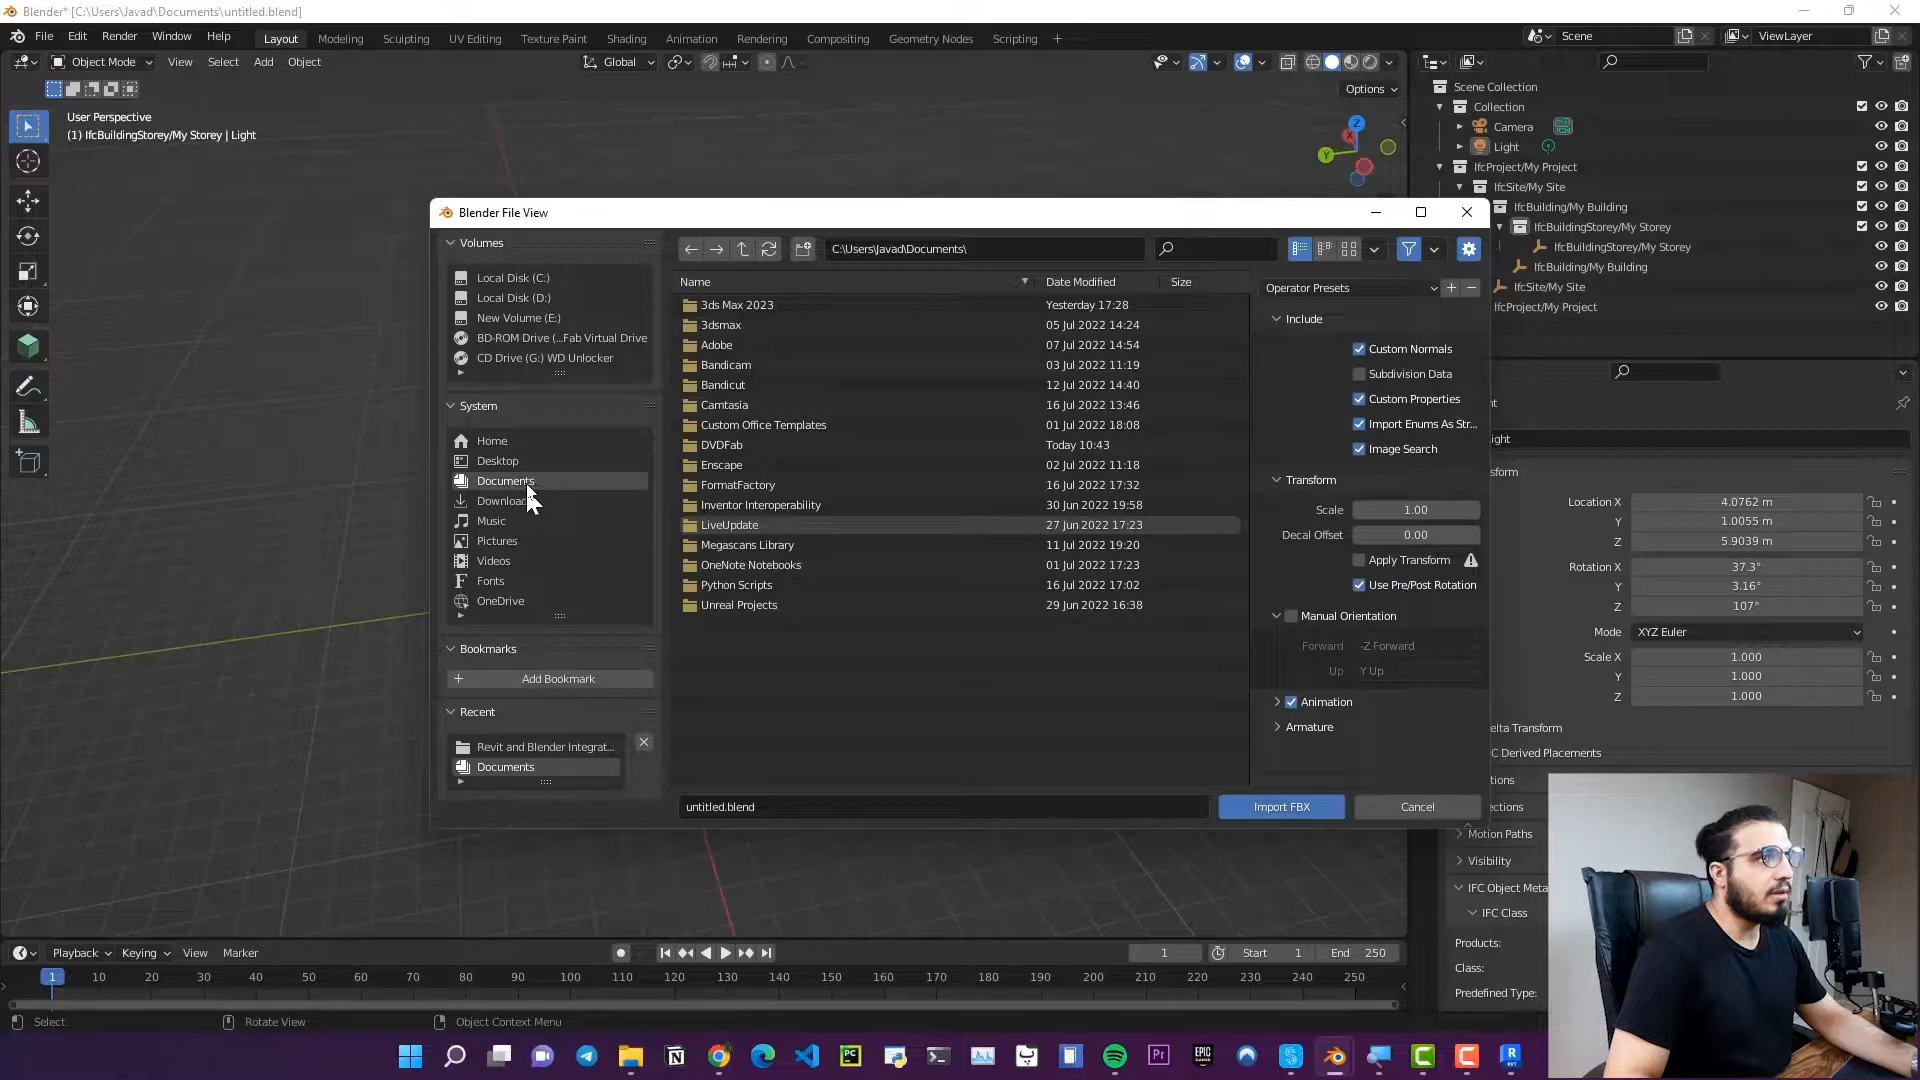 Blender* [C:\Users\Javad\Documents\untitled.blend]
File Edit Render Window Help
Layout Modeling Sculpting UV Editing Texture Paint Shading Animation Rendering Compositing Geometry Nodes Scripting +
Scene
ViewLayer
Object Mode View Select Add Object
Global
Options
User Perspective
(1) IfcBuildingStorey/My Storey | Light
Z
X
Y
Scene Collection
Collection
Camera
Light
IfcProject/My Project
IfcSite/My Site
IfcBuilding/My Building
IfcBuildingStorey/My Storey
IfcBuildingStorey/My Storey
IfcBuilding/My Building
IfcSite/My Site
IfcProject/My Project
Blender File View
Volumes
Local Disk (C:)
Local Disk (D:)
New Volume (E:)
BD-ROM Drive (...Fab Virtual Drive
CD Drive (G:) WD Unlocker
System
Home
Desktop
Documents
Music
Pictures
Videos
Fonts
OneDrive
Bookmarks
+ Add Bookmark
Recent
Revit and Blender Integrat...
Documents
C:\Users\Javad\Documents\
Name Date Modified Size
3ds Max 2023 Yesterday 17:28
3dsmax 05 Jul 2022 14:24
Adobe 07 Jul 2022 14:54
Bandicam 03 Jul 2022 11:19
Bandicut 12 Jul 2022 14:40
Camtasia 16 Jul 2022 13:46
Custom Office Templates 01 Jul 2022 18:08
DVDFab Today 10:43
Enscape 02 Jul 2022 11:18
FormatFactory 16 Jul 2022 17:32
Inventor Interoperability 30 Jun 2022 19:58
LiveUpdate 27 Jun 2022 17:23
Megascans Library 11 Jul 2022 19:20
OneNote Notebooks 01 Jul 2022 17:23
Python Scripts 16 Jul 2022 17:02
Unreal Projects 29 Jun 2022 16:38
untitled.blend
Import FBX
Cancel
Operator Presets
Include
Custom Normals
Subdivision Data
Custom Properties
Import Enums As Str...
Image Search
Transform
Scale 1.00
Decal Offset 0.00
Apply Transform
Use Pre/Post Rotation
Manual Orientation
Forward -Z Forward
Up Y Up
Animation
Armature
Location X 4.0762 m
Y 1.0055 m
Z 5.9039 m
Rotation X 37.3°
Y 3.16°
Z 107°
Mode XYZ Euler
Scale X 1.000
Y 1.000
Z 1.000
elta Transform
C Derived Placements
Motion Paths
Visibility
IFC Object Meta
IFC Class
Products:
Class:
Predefined Type:
Playback Keying View Marker
1
Start 1
End 250
1 10 20 30 40 50 60 70 80 90 100 110 120 130 140 150 160 170 180 190 200 210 220 230 240 250
Select
Rotate View
Object Context Menu